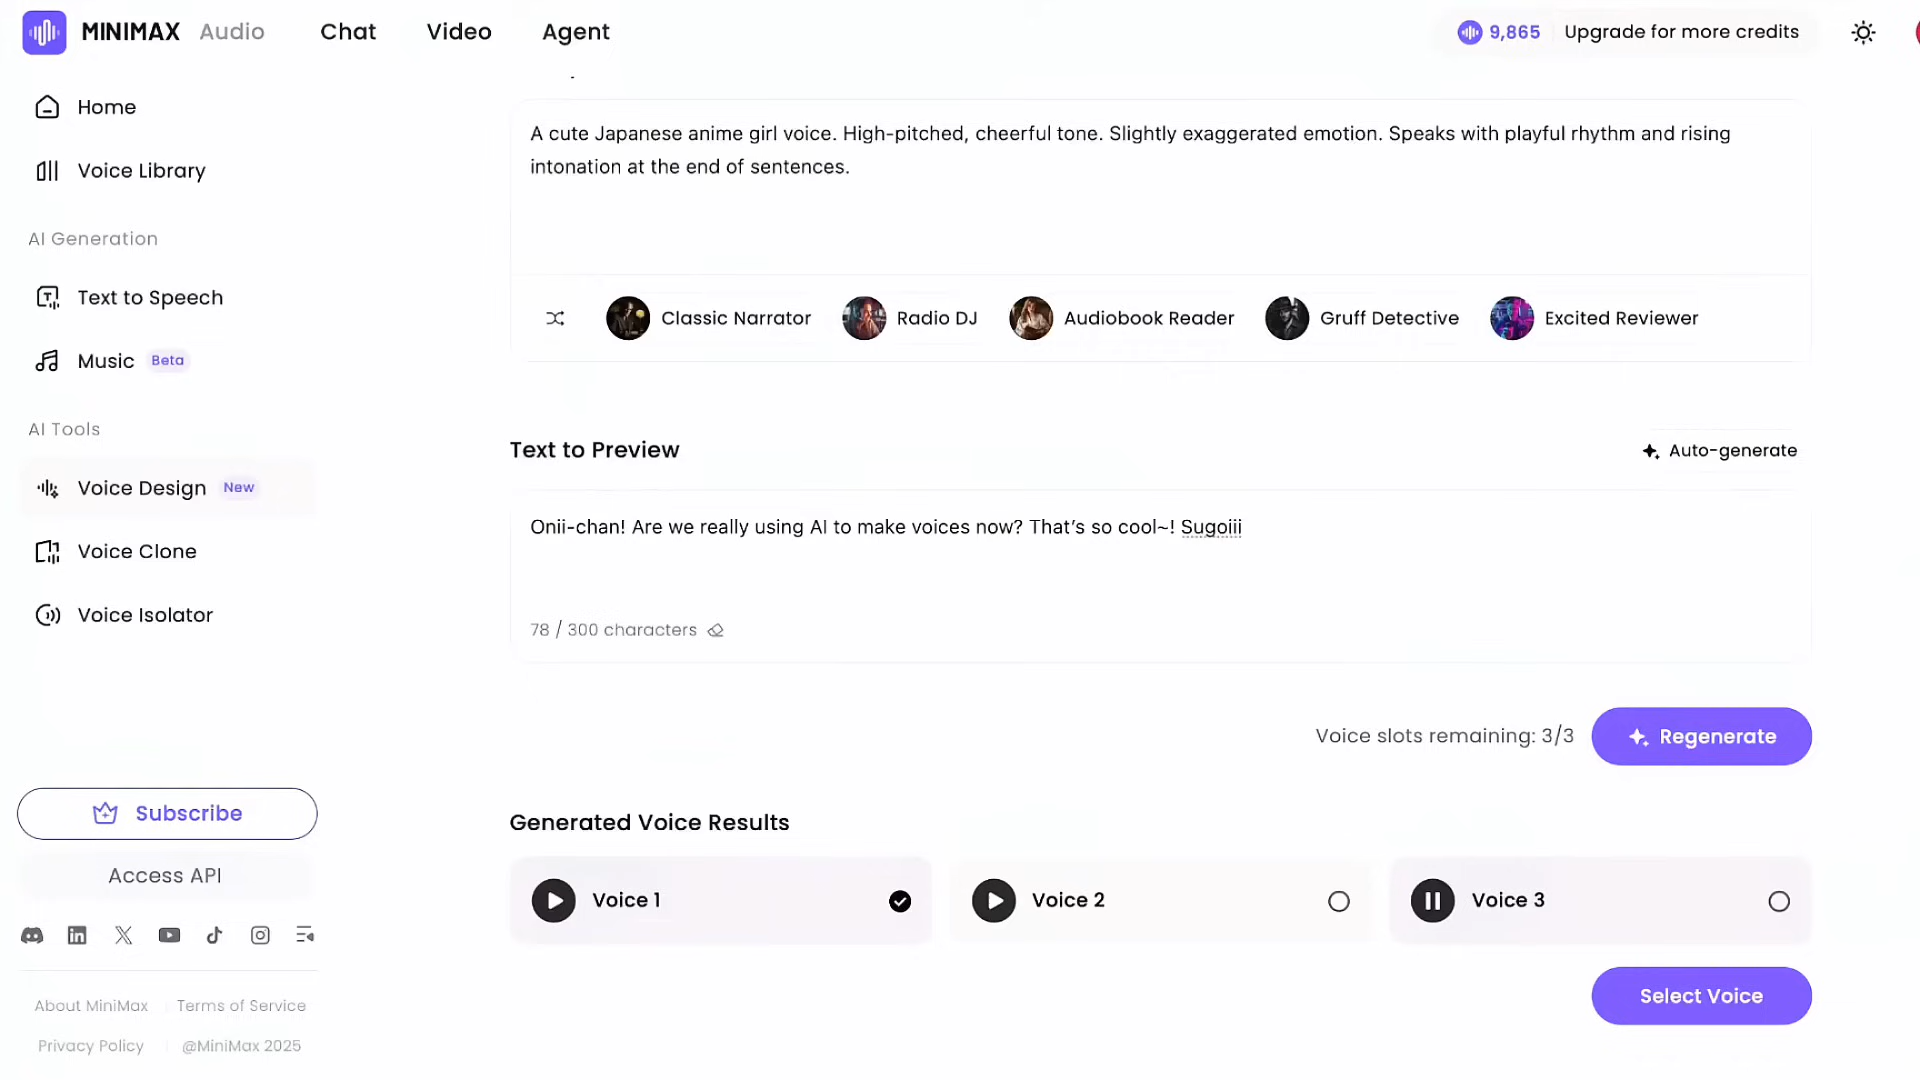 MINIMAX Audio
Chat
Video
Agent
9,865
Upgrade for more credits
Home
Voice Library
AI Generation
Text to Speech
Music Beta
AI Tools
Voice Design New
Voice Clone
Voice Isolator
Subscribe
Access API
About MiniMax
Terms of Service
Privacy Policy
@MiniMax 2025
A cute Japanese anime girl voice. High-pitched, cheerful tone. Slightly exaggerated emotion. Speaks with playful rhythm and rising
intonation at the end of sentences.
Classic Narrator
Radio DJ
Audiobook Reader
Gruff Detective
Excited Reviewer
Text to Preview
Auto-generate
Onii-chan! Are we really using AI to make voices now? That's so cool~! Sugoiii
78 / 300 characters
Voice slots remaining: 3/3
Regenerate
Generated Voice Results
Voice 1
Voice 2
Voice 3
Select Voice